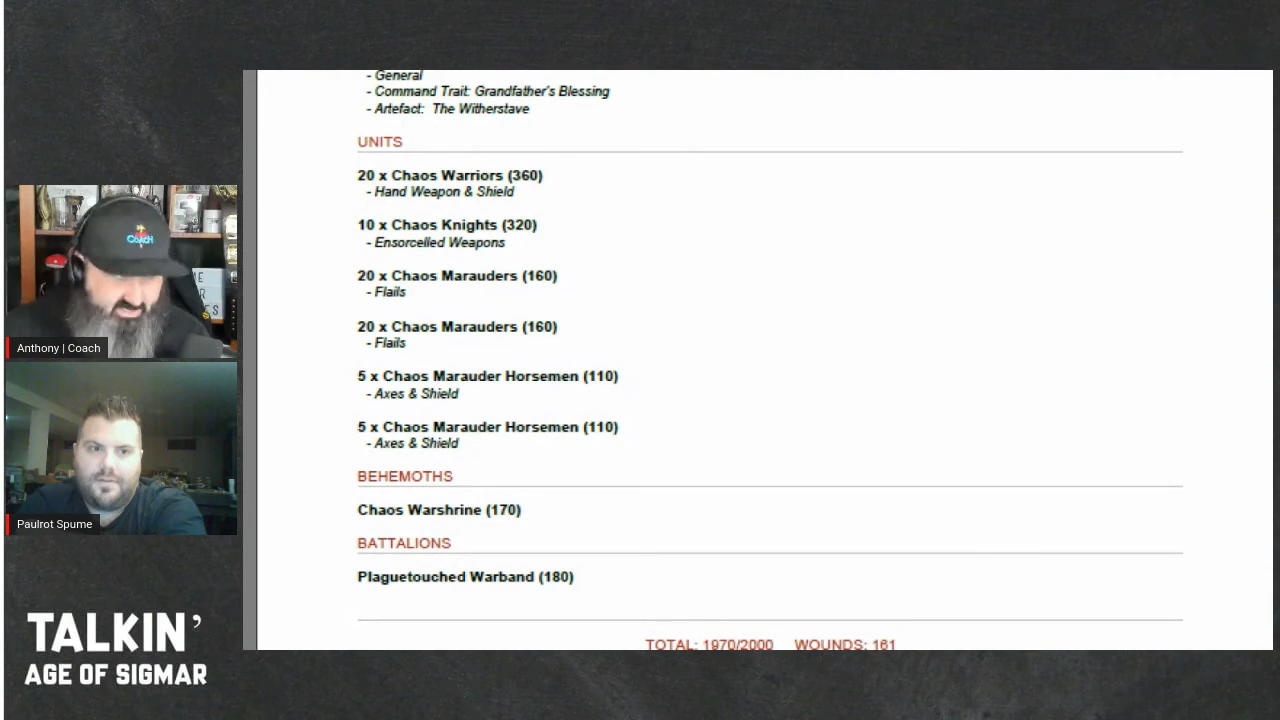 - General
- Command Trait: Grandfather's Blessing
- Artefact: The Witherstave
UNITS
20 x Chaos Warriors (360)
- Hand Weapon & Shield
10 x Chaos Knights (320)
- Ensorcelled Weapons
20 x Chaos Marauders (160)
- Flails
20 x Chaos Marauders (160)
- Flails
5 x Chaos Marauder Horsemen (110)
- Axes & Shield
5 x Chaos Marauder Horsemen (110)
- Axes & Shield
BEHEMOTHS
Chaos Warshrine (170)
BATTALIONS
Plaguetouched Warband (180)
TOTAL: 1970/2000 WOUNDS: 161
COACH
Anthony | Coach
Paulrot Spume
TALKIN'
AGE OF SIGMAR